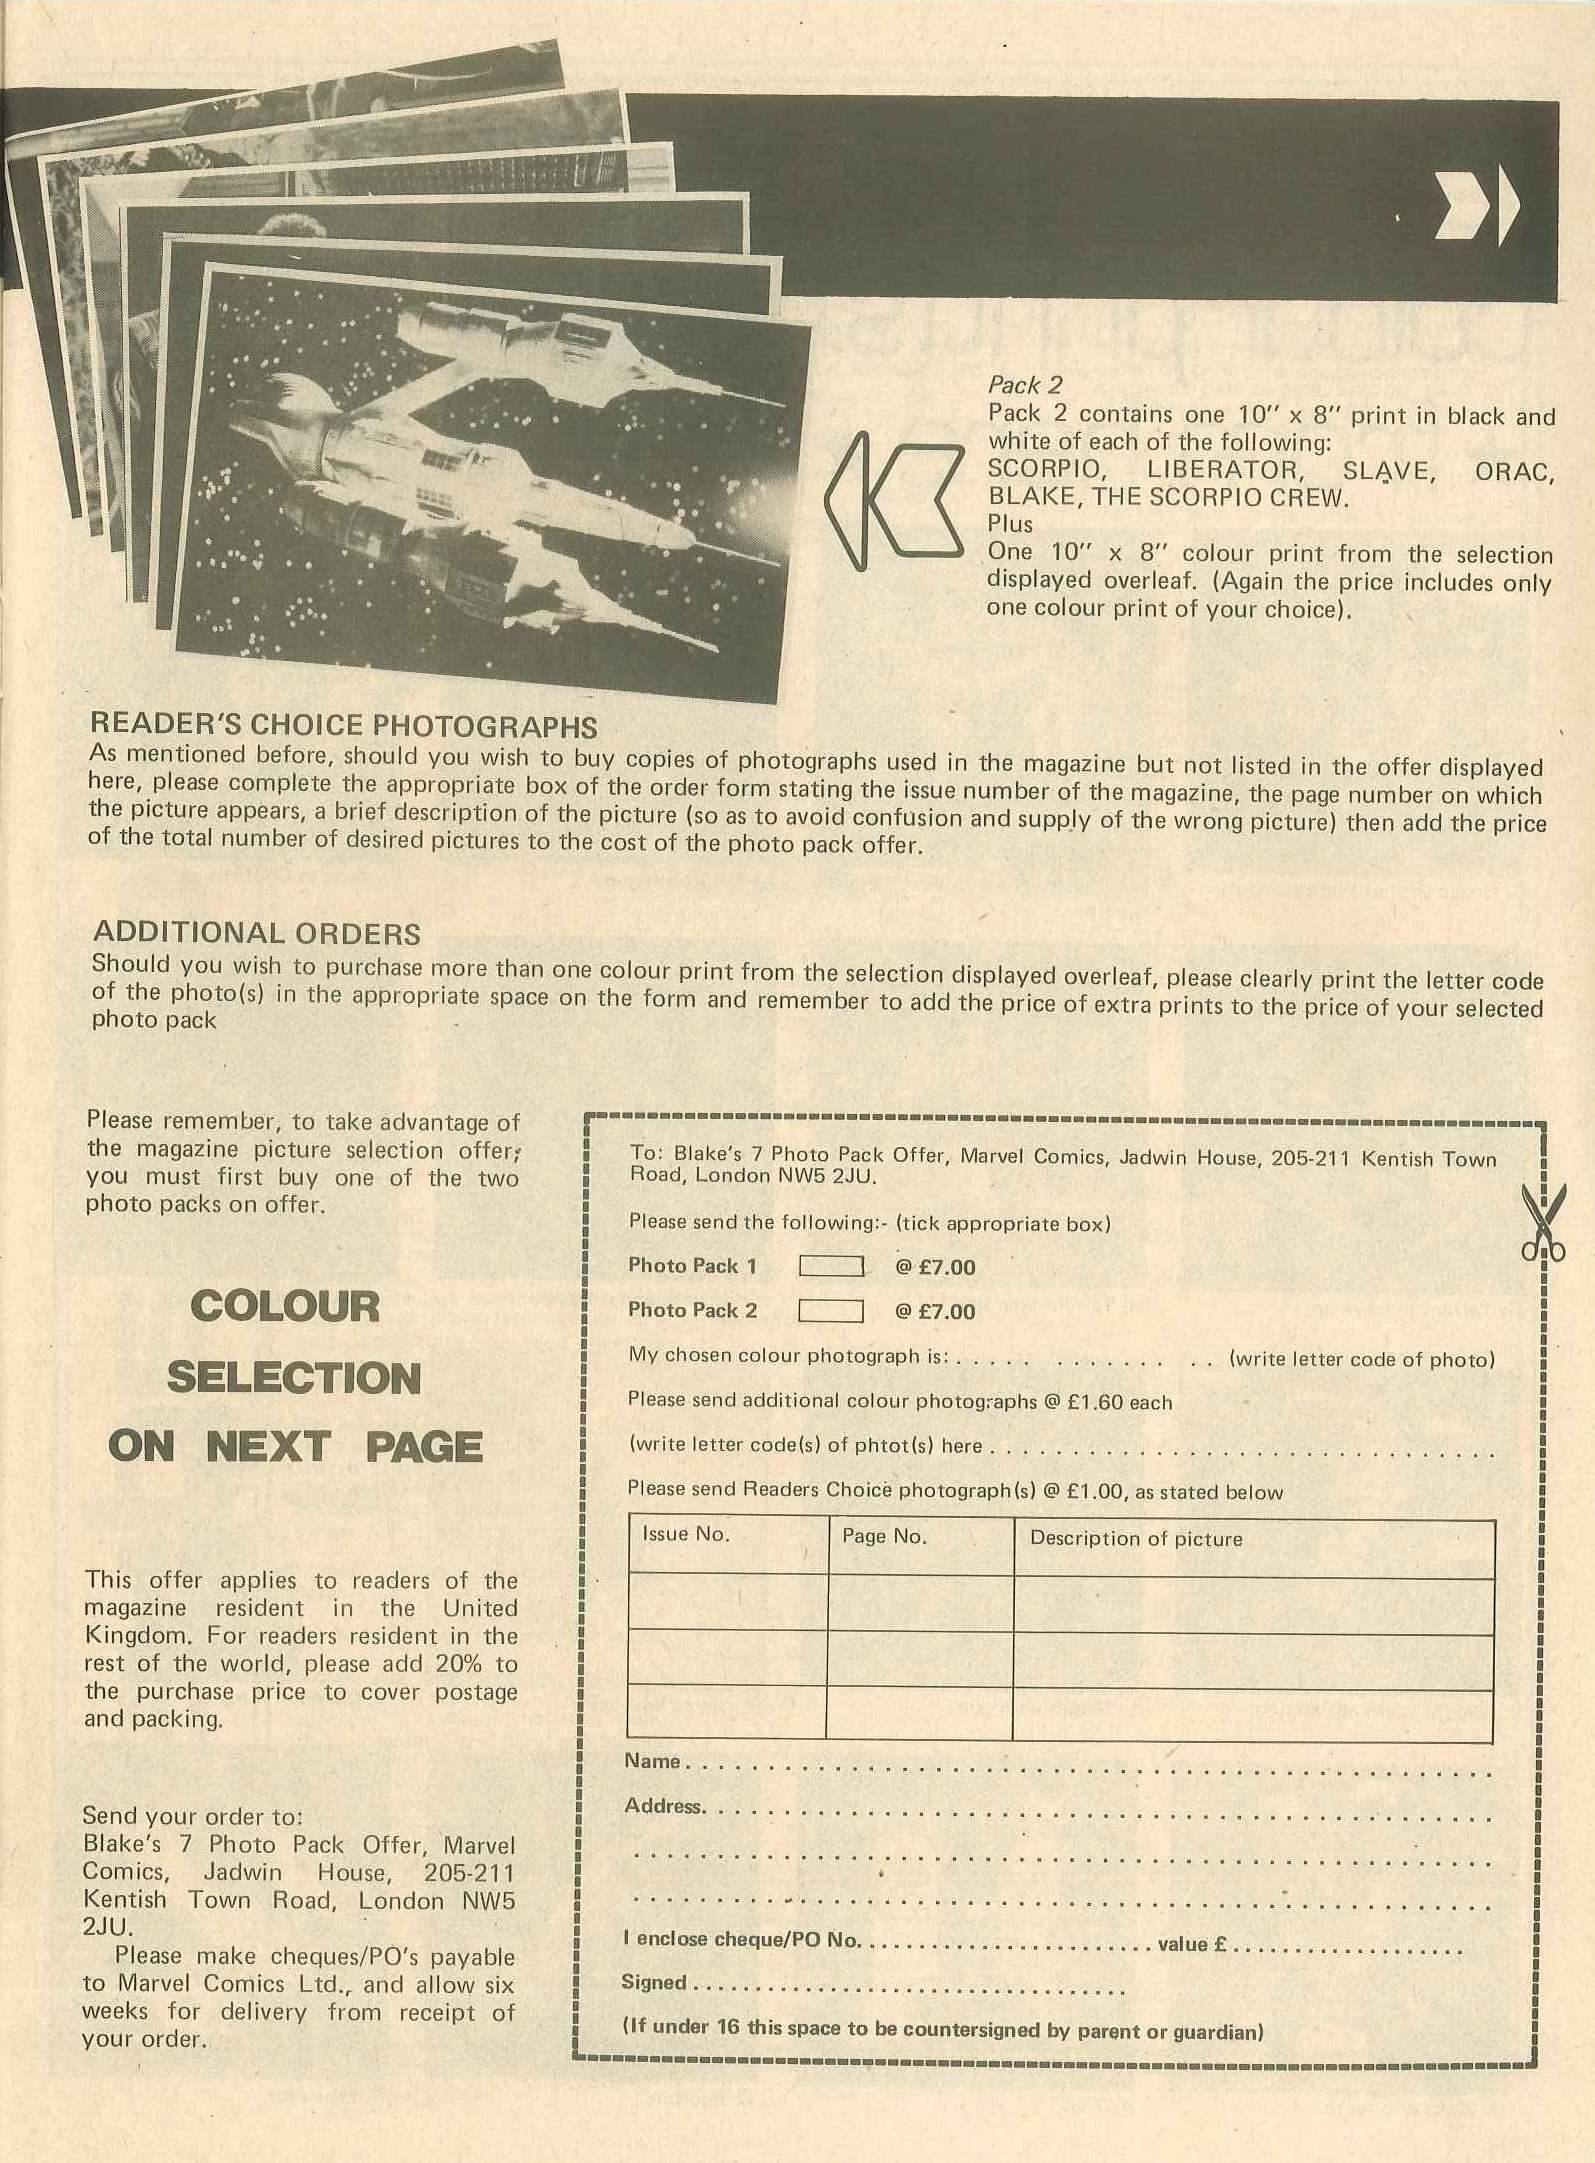 Pack 2
Pack 2 contains one 10" x 8" print in black and
white of each of the following:
SCORPIO, LIBERATOR, SLAVE, ORAC,
BLAKE, THE SCORPIO CREW.
Plus
One 10" x 8" colour print from the selection
displayed overleaf. (Again the price includes only
one colour print of your choice).
READER'S CHOICE PHOTOGRAPHS
As mentioned before, should you wish to buy copies of photographs used in the magazine but not listed in the offer displayed
here, please complete the appropriate box of the order form stating the issue number of the magazine, the page number on which
the picture appears, a brief description of the picture (so as to avoid confusion and supply of the wrong picture) then add the price
of the total number of desired pictures to the cost of the photo pack offer.
ADDITIONAL ORDERS
Should you wish to purchase more than one colour print from the selection displayed overleaf, please clearly print the letter code
of the photo(s) in the appropriate space on the form and remember to add the price of extra prints to the price of your selected
photo pack
Please remember, to take advantage of
the magazine picture selection offer;
you must first buy one of the two
photo packs on offer.
COLOUR
SELECTION
ON NEXT PAGE
This offer applies to readers of the
magazine resident in the United
Kingdom. For readers resident in the
rest of the world, please add 20% to
the purchase price to cover postage
and packing.
Send your order to:
Blake's 7 Photo Pack Offer, Marvel
Comics, Jadwin House, 205-211
Kentish Town Road, London NW5
2JU.
Please make cheques/PO's payable
to Marvel Comics Ltd., and allow six
weeks for delivery from receipt of
your order.
To: Blake's 7 Photo Pack Offer, Marvel Comics, Jadwin House, 205-211 Kentish Town
Road, London NW5 2JU.
Please send the following:- (tick appropriate box)
Photo Pack 1 @ £7.00
Photo Pack 2 @ £7.00
My chosen colour photograph is: . . . . . . . . . . . . . . (write letter code of photo)
Please send additional colour photographs @ £1.60 each
(write letter code(s) of phtot(s) here . . . . . . . . . . . . . . . . . . . . . . . . . . . . . . .
Please send Readers Choice photograph(s) @ £1.00, as stated below
Issue No. Page No. Description of picture
Name. . . . . . . . . . . . . . . . . . . . . . . . . . . . . . . . . . . . . . . . . . . . . . . . .
Address. . . . . . . . . . . . . . . . . . . . . . . . . . . . . . . . . . . . . . . . . . . . . . . .
I enclose cheque/PO No. . . . . . . . . . . . . . . . . . . . . . . . . value £ . . . . . . . . . . . . . . . . . . .
Signed . . . . . . . . . . . . . . . . . . . . . . . . . . . . . . . . . . .
(If under 16 this space to be countersigned by parent or guardian)